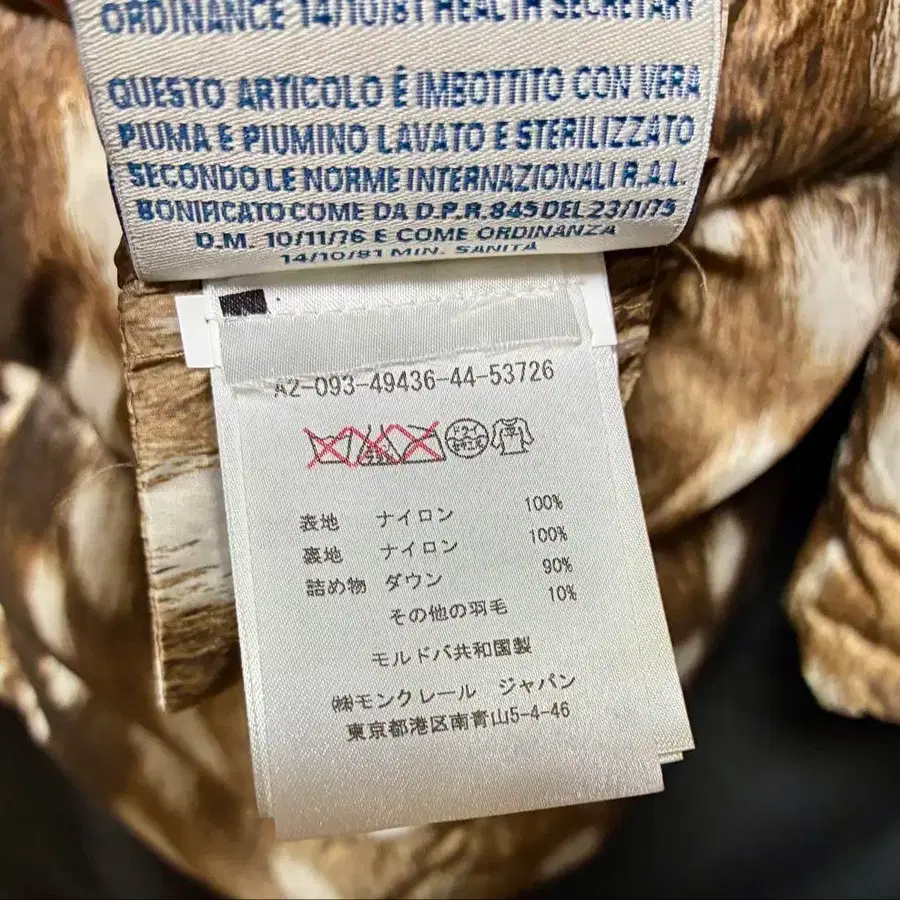 ORDINANCE 14/10/81 HEALTH SECRETARY
QUESTO ARTICOLO É IMBOTTITO CON VERA
PIUMA E PIUMINO LAVATO E STERILIZZATO
SECONDO LE NORME INTERNAZIONALI R.A.L.
BONIFICATO COME DA D.P.R. 845 DEL 23/1/75
D.M. 10/11/76 E COME ORDINANZA
14/10/81 MIN. SANITÀ
A2-093-49436-44-53726
表地 ナイロン 100%
裏地 ナイロン 100%
詰め物 ダウン 90%
その他の羽毛 10%
モルドバ共和国製
㈱モンクレール ジャパン
東京都港区南青山5-4-46